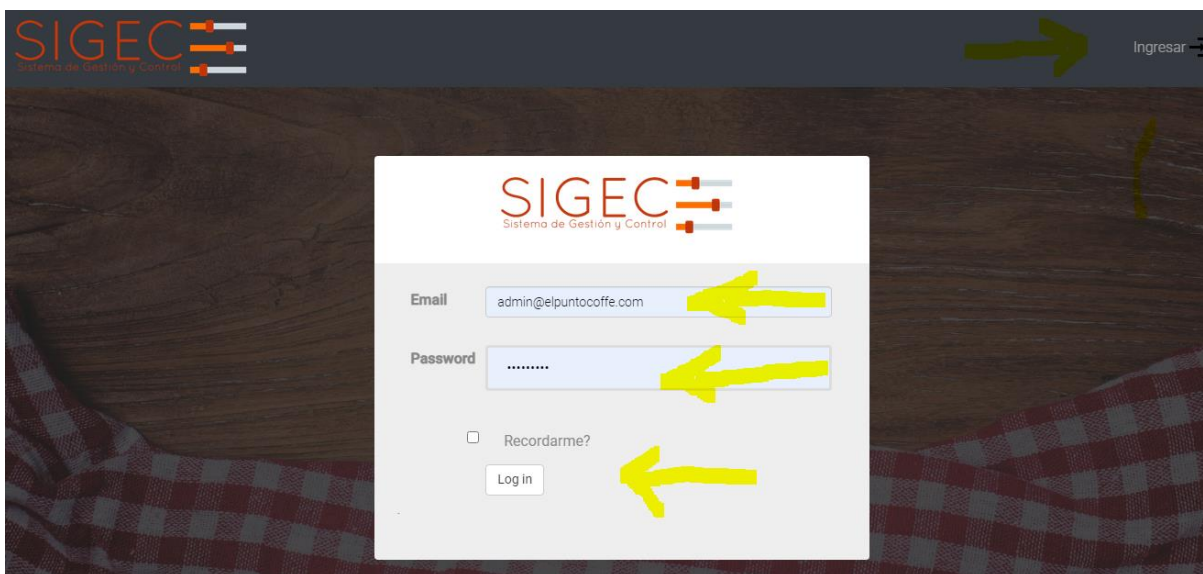 SIGEC
Sistema de Gestión y Control
Ingresar
SIGEC
Sistema de Gestión y Control
Email
admin@elpuntocoffe.com
Password
.........
Recordarme?
Log in